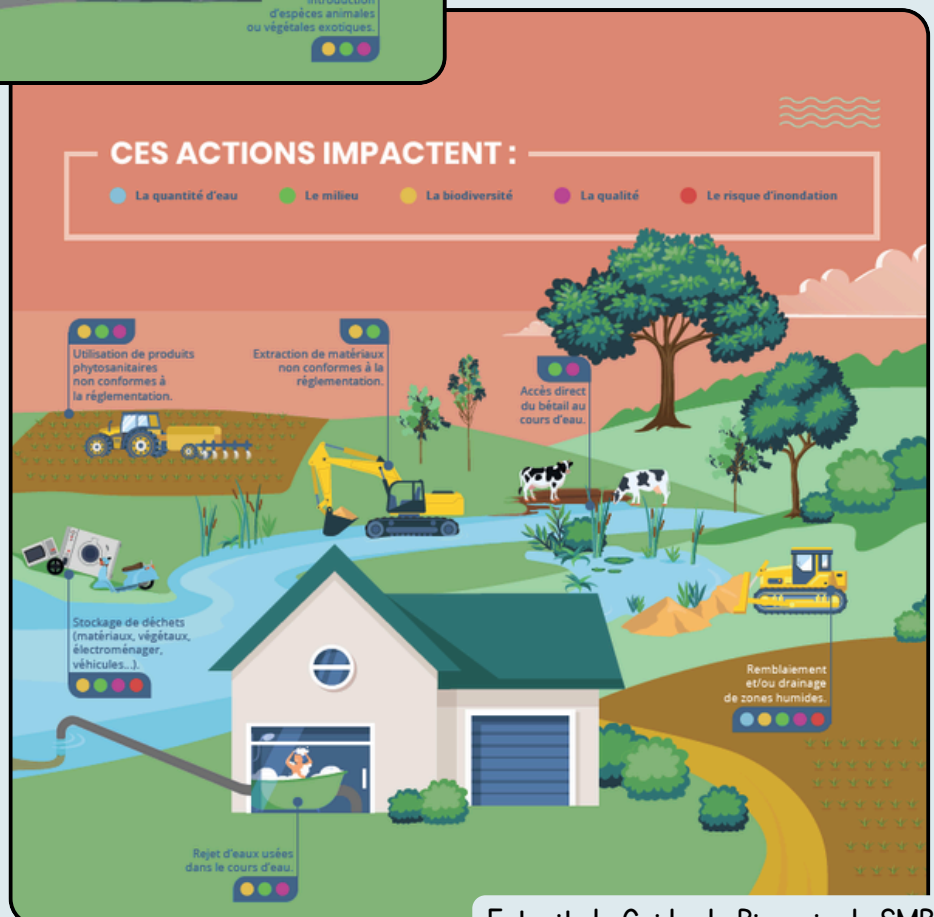 introduction
d'espèces animales
ou végétales exotiques.
CES ACTIONS IMPACTENT :
La quantité d'eau
Le milieu
La biodiversité
La qualité
Le risque d'inondation
Utilisation de produits
phytosanitaires
non conformes à
la réglementation.
Extraction de matériaux
non conformes à la
réglementation.
Accès direct
du bétail au
cours d'eau.
Stockage de déchets
(matériaux, végétaux,
électroménager,
véhicules...).
Remblaiement
et/ou drainage
de zones humides.
Rejet d'eaux usées
dans le cours d'eau.